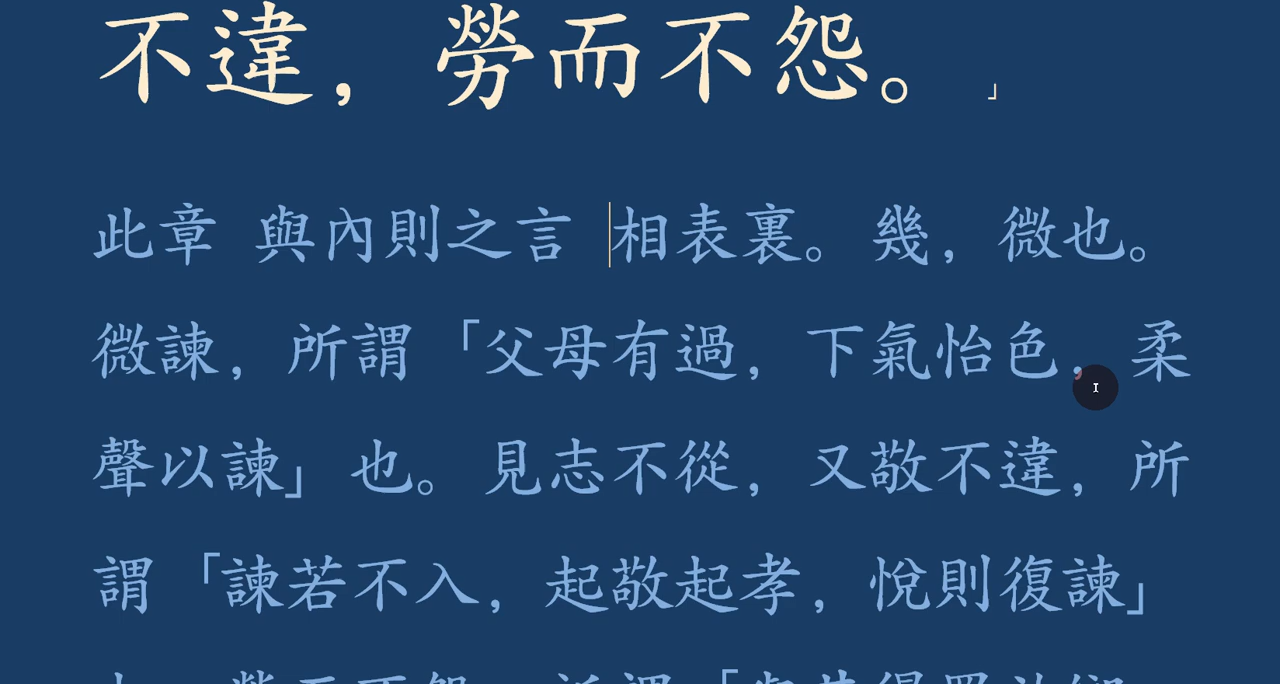 不違，勞而不怨。」
此章 與內則之言 相表裏。幾，微也。
微諫，所謂「父母有過，下氣怡色，柔
聲以諫」也。見志不從，又敬不違，所
謂「諫若不入，起敬起孝，悅則復諫」